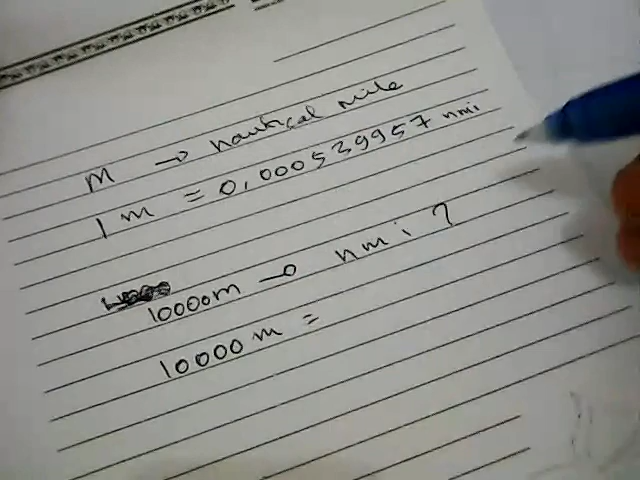 m → nautical mile
1 m = 0,000539957 nmi
10000m → nmi ?
10000 m =